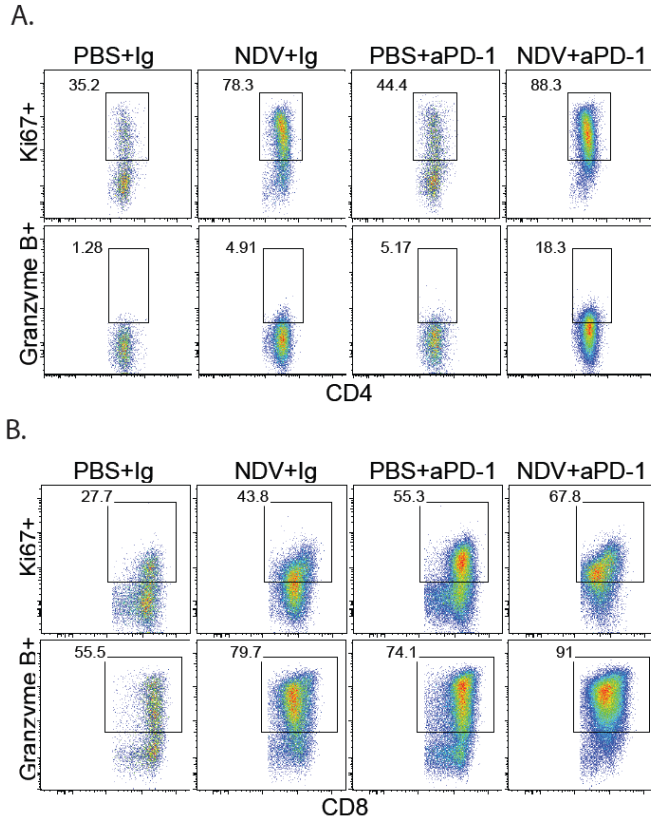 A.
PBS+Ig NDV+Ig PBS+aPD-1 NDV+aPD-1
Ki67+
35.2 78.3 44.4 88.3
Granzyme B+
1.28 4.91 5.17 18.3
CD4
B.
PBS+Ig NDV+Ig PBS+aPD-1 NDV+aPD-1
Ki67+
27.7 43.8 55.3 67.8
Granzyme B+
55.5 79.7 74.1 91
CD8